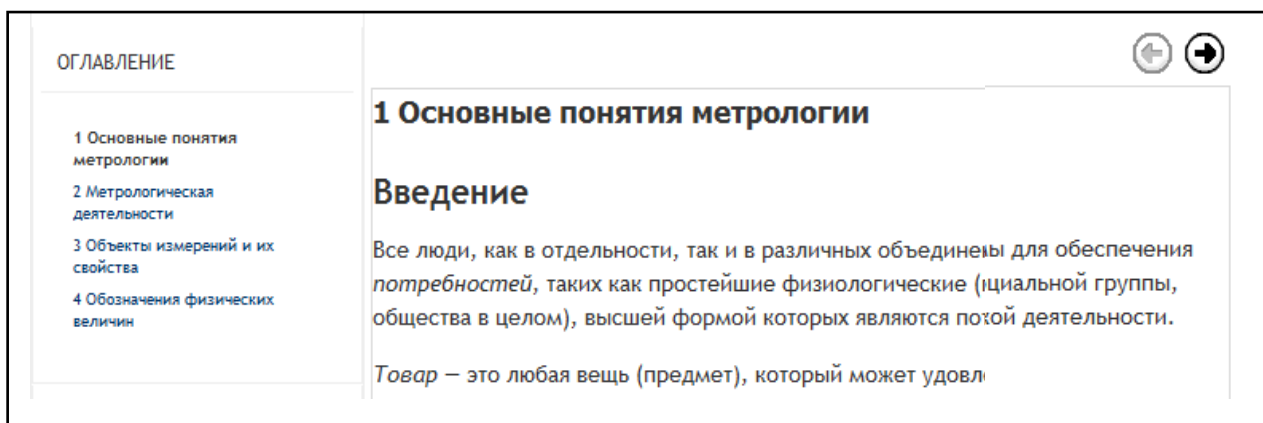 ОГЛАВЛЕНИЕ
1 Основные понятия
метрологии
2 Метрологическая
деятельности
3 Объекты измерений и их
свойства
4 Обозначения физических
величин
1 Основные понятия метрологии
Введение
Все люди, как в отдельности, так и в различных объединены для обеспечения
потребностей, таких как простейшие физиологические (циальной группы,
общества в целом), высшей формой которых являются похой деятельности.
Товар — это любая вещь (предмет), который может удовл